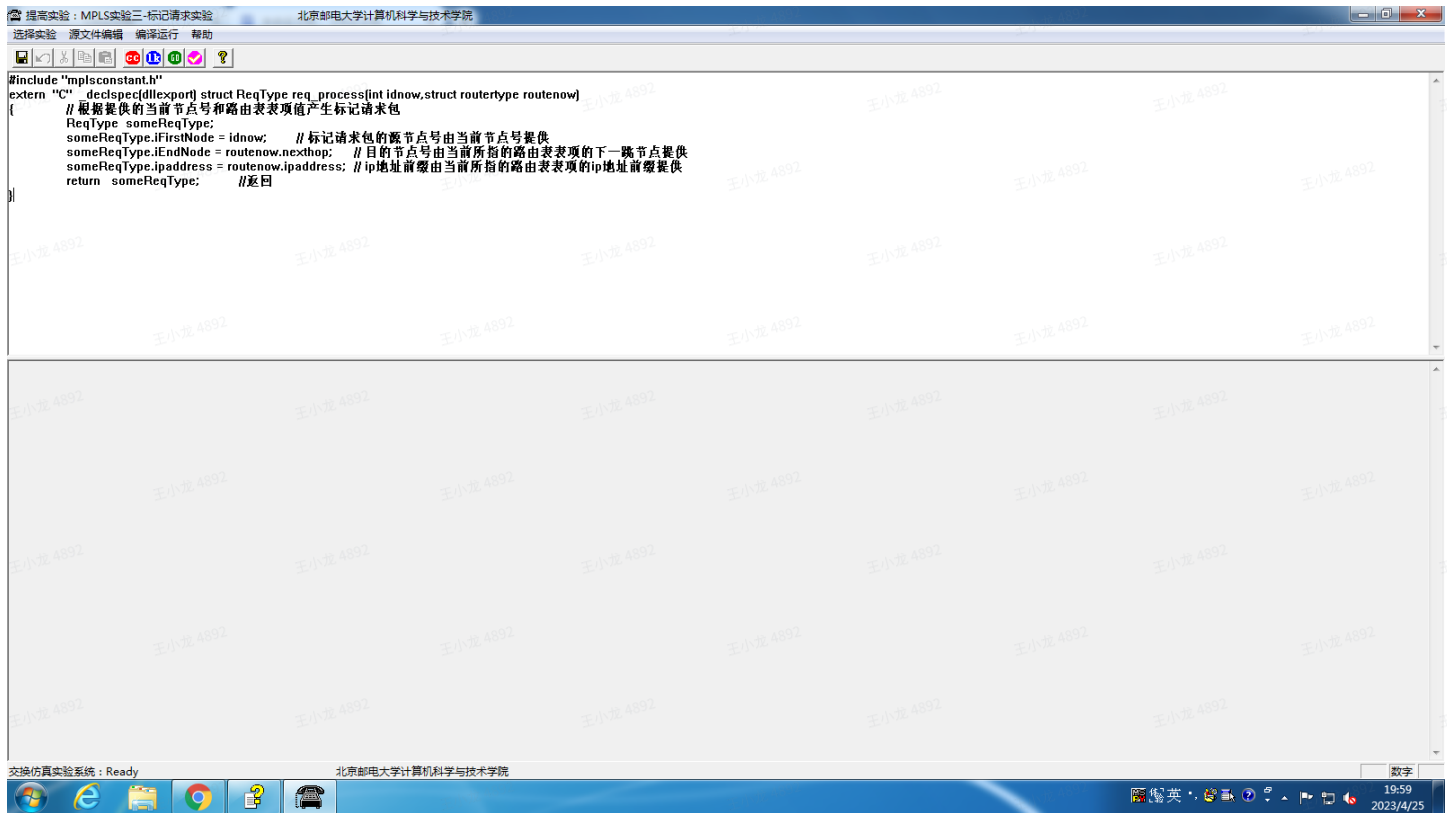 提高实验：MPLS实验三-标记请求实验 北京邮电大学计算机科学与技术学院
选择实验 源文件编辑 编译运行 帮助
CC lk GO ?
#include "mplsconstant.h"
extern "C" _declspec(dllexport) struct ReqType req_process(int idnow,struct routertype routenow)
{ // 根据提供的当前节点号和路由表表项值产生标记请求包
ReqType someReqType;
someReqType.iFirstNode = idnow; // 标记请求包的源节点号由当前节点号提供
someReqType.iEndNode = routenow.nexthop; // 目的节点号由当前所指的路由表表项的下一跳节点提供
someReqType.ipaddress = routenow.ipaddress; // ip地址前缀由当前所指的路由表表项的ip地址前缀提供
return someReqType; //返回
}
王小龙 4892
交换仿真实验系统：Ready 北京邮电大学计算机科学与技术学院 数字
英
19:59
2023/4/25